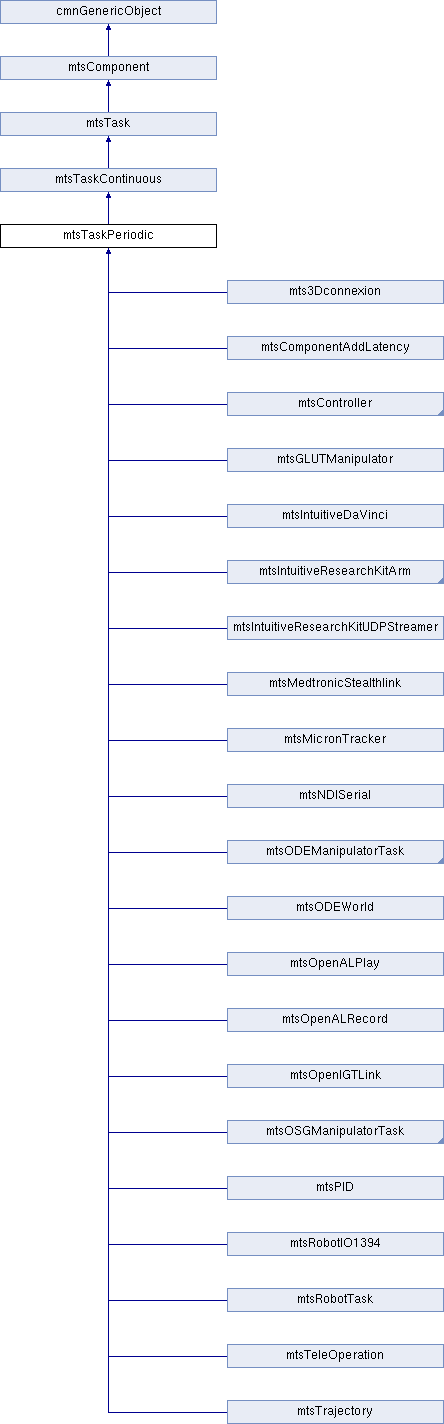 cmnGenericObject
mtsComponent
mtsTask
mtsTaskContinuous
mtsTaskPeriodic
mts3Dconnexion
mtsComponentAddLatency
mtsController
mtsGLUTManipulator
mtsIntuitiveDaVinci
mtsIntuitiveResearchKitArm
mtsIntuitiveResearchKitUDPStreamer
mtsMedtronicStealthlink
mtsMicronTracker
mtsNDISerial
mtsODEManipulatorTask
mtsODEWorld
mtsOpenALPlay
mtsOpenALRecord
mtsOpenIGTLink
mtsOSGManipulatorTask
mtsPID
mtsRobotIO1394
mtsRobotTask
mtsTeleOperation
mtsTrajectory